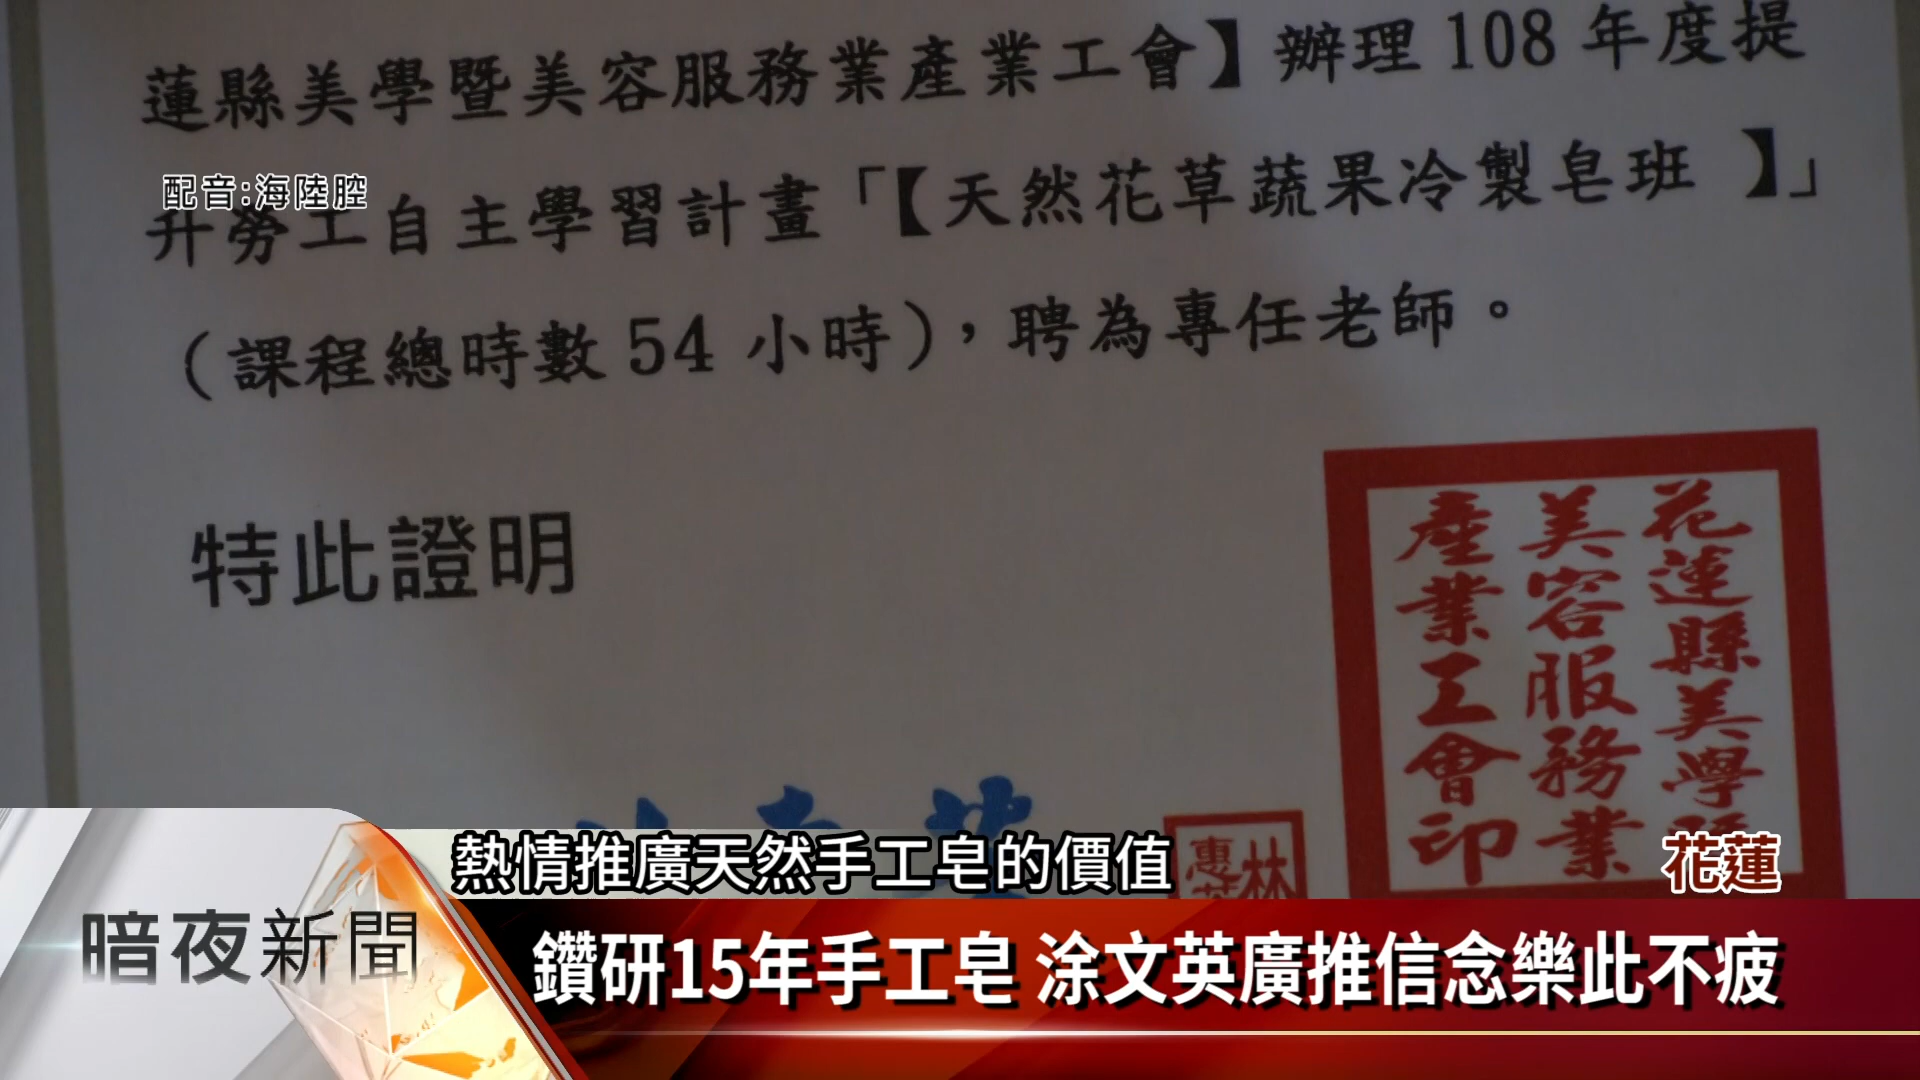 蓮縣美學暨美容服務業產業工會】辦理 108 年度提
配音:海陸腔
升勞工自主學習計畫「【天然花草蔬果冷製皂班 】」
(課程總時數 54 小時),聘為專任老師。
特此證明
花蓮縣美學暨
美容服務業
產業工會印
林
惠
熱情推廣天然手工皂的價值
花蓮
暗夜新聞
鑽研15年手工皂 涂文英廣推信念樂此不疲